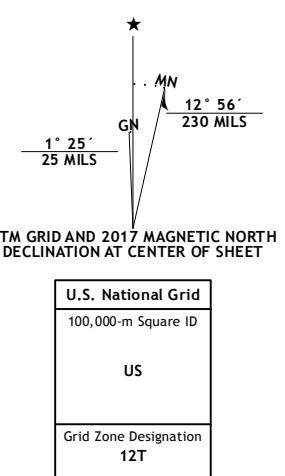 MN
12° 56´
230 MILS
GN
1° 25´
25 MILS
TM GRID AND 2017 MAGNETIC NORTH
DECLINATION AT CENTER OF SHEET
U.S. National Grid
100,000-m Square ID
US
Grid Zone Designation
12T